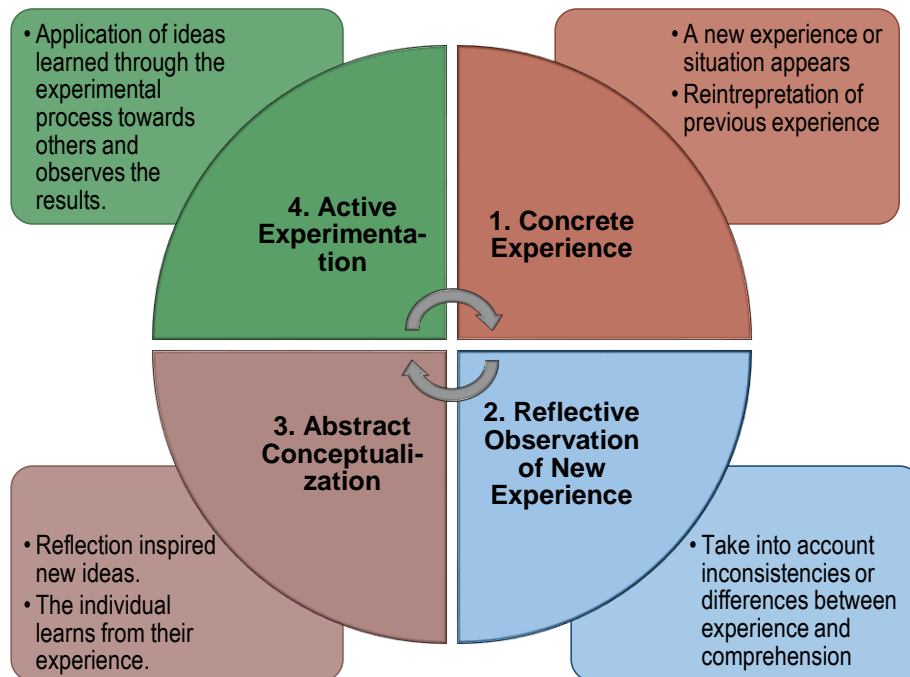 • Application of ideas
learned through the
experimental
process towards
others and
observes the
results.
• A new experience or
situation appears
• Reintrepretation of
previous experience
4. Active
Experimenta-
tion
1. Concrete
Experience
3. Abstract
Conceptuali-
zation
2. Reflective
Observation
of New
Experience
• Reflection inspired
new ideas.
• The individual
learns from their
experience.
• Take into account
inconsistencies or
differences between
experience and
comprehension